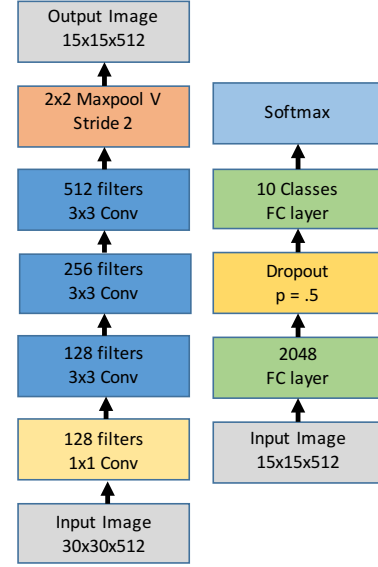 Output Image
15x15x512
2x2 Maxpool V
Stride 2
512 filters
3x3 Conv
256 filters
3x3 Conv
128 filters
3x3 Conv
128 filters
1x1 Conv
Input Image
30x30x512
Softmax
10 Classes
FC layer
Dropout
p = .5
2048
FC layer
Input Image
15x15x512